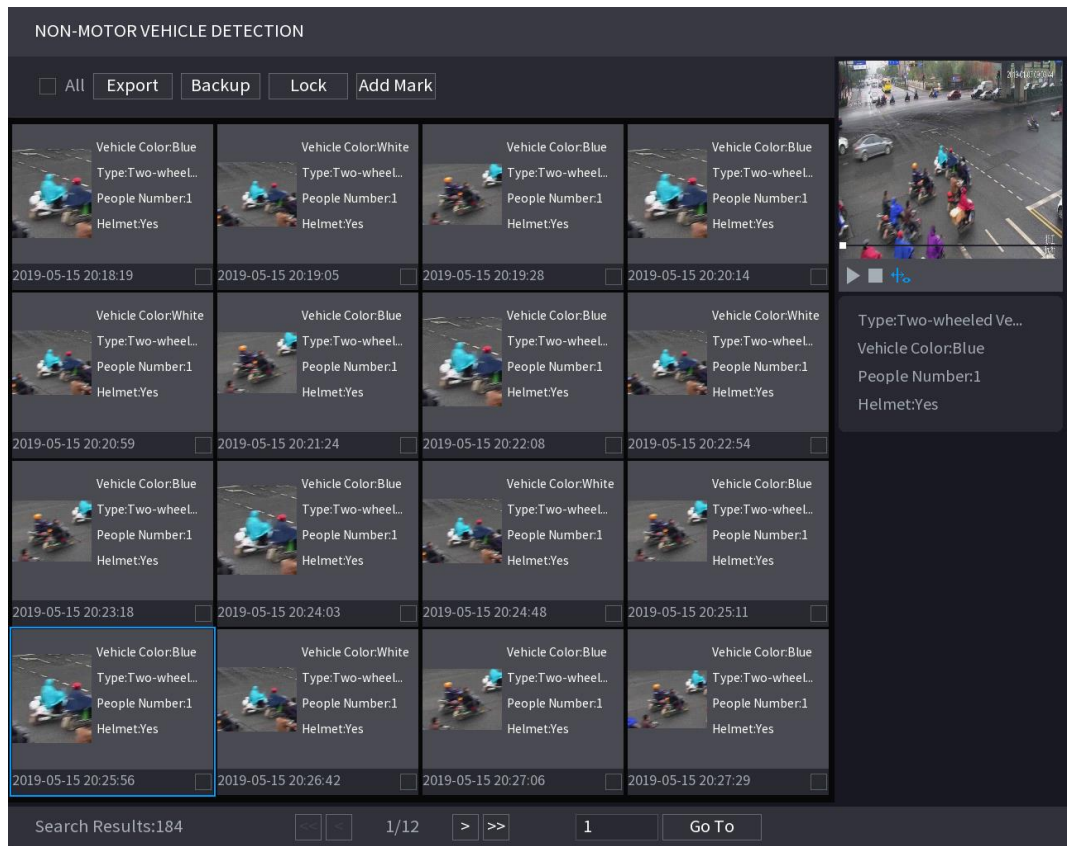 NON-MOTOR VEHICLE DETECTION
All Export Backup Lock Add Mark
Vehicle Color:Blue
Type:Two-wheel...
People Number:1
Helmet:Yes
2019-05-15 20:18:19
Vehicle Color:White
Type:Two-wheel...
People Number:1
Helmet:Yes
2019-05-15 20:19:05
Vehicle Color:Blue
Type:Two-wheel...
People Number:1
Helmet:Yes
2019-05-15 20:19:28
Vehicle Color:Blue
Type:Two-wheel...
People Number:1
Helmet:Yes
2019-05-15 20:20:14
Vehicle Color:White
Type:Two-wheel...
People Number:1
Helmet:Yes
2019-05-15 20:20:59
Vehicle Color:Blue
Type:Two-wheel...
People Number:1
Helmet:Yes
2019-05-15 20:21:24
Vehicle Color:Blue
Type:Two-wheel...
People Number:1
Helmet:Yes
2019-05-15 20:22:08
Vehicle Color:White
Type:Two-wheel...
People Number:1
Helmet:Yes
2019-05-15 20:22:54
Vehicle Color:Blue
Type:Two-wheel...
People Number:1
Helmet:Yes
2019-05-15 20:23:18
Vehicle Color:Blue
Type:Two-wheel...
People Number:1
Helmet:Yes
2019-05-15 20:24:03
Vehicle Color:White
Type:Two-wheel...
People Number:1
Helmet:Yes
2019-05-15 20:24:48
Vehicle Color:Blue
Type:Two-wheel...
People Number:1
Helmet:Yes
2019-05-15 20:25:11
Vehicle Color:Blue
Type:Two-wheel...
People Number:1
Helmet:Yes
2019-05-15 20:25:56
Vehicle Color:White
Type:Two-wheel...
People Number:1
Helmet:Yes
2019-05-15 20:26:42
Vehicle Color:Blue
Type:Two-wheel...
People Number:1
Helmet:Yes
2019-05-15 20:27:06
Vehicle Color:Blue
Type:Two-wheel...
People Number:1
Helmet:Yes
2019-05-15 20:27:29
Type:Two-wheeled Ve...
Vehicle Color:Blue
People Number:1
Helmet:Yes
Search Results:184 << < 1/12 > >> 1 Go To